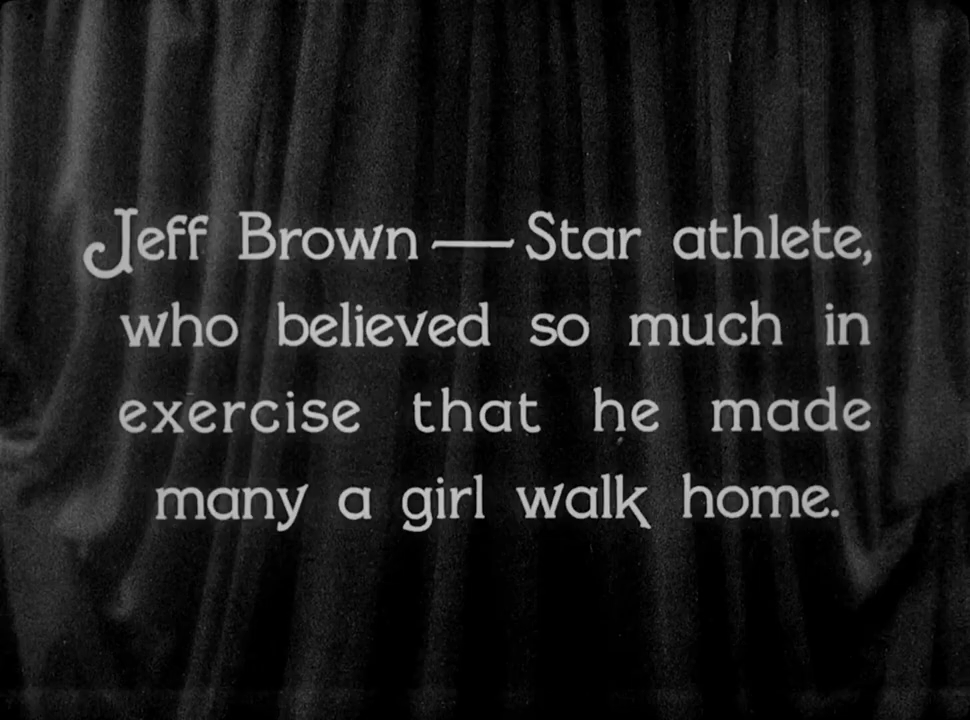 Jeff Brown — Star athlete,
who believed so much in
exercise that he made
many a girl walk home.